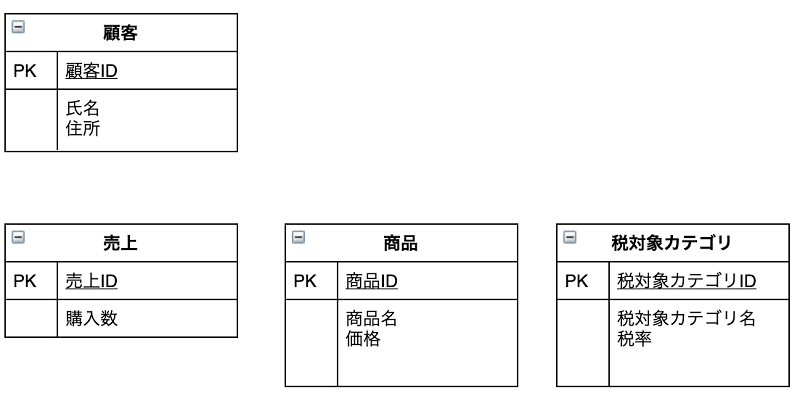 顧客
PK 顧客ID
氏名
住所
売上
PK 売上ID
購入数
商品
PK 商品ID
商品名
価格
税対象カテゴリ
PK 税対象カテゴリID
税対象カテゴリ名
税率